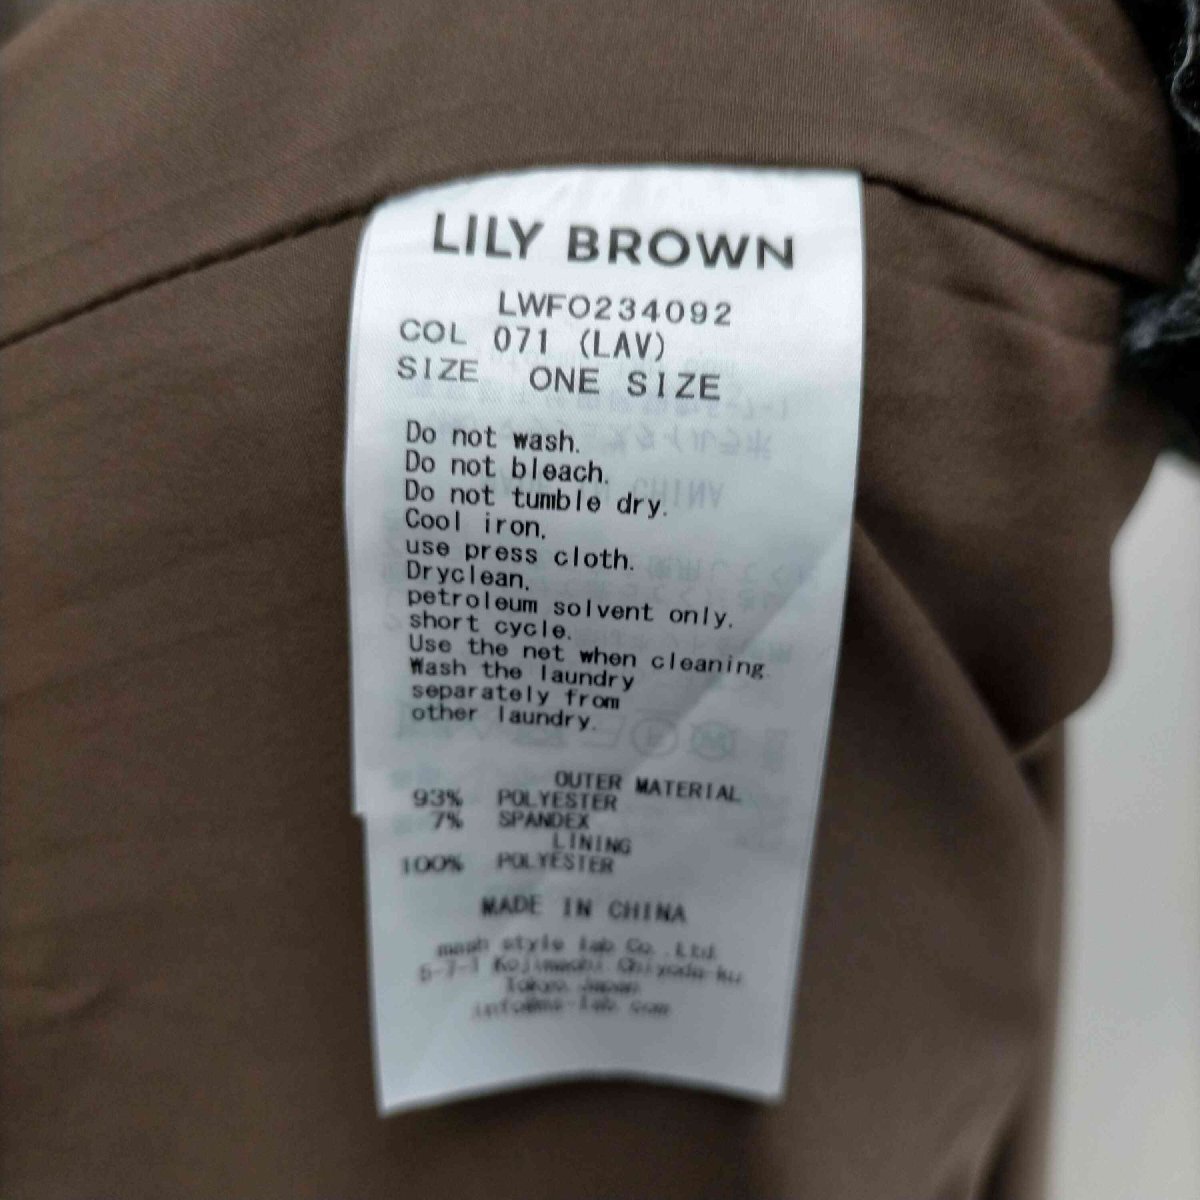 LILY BROWN
LWFO234092
COL 071 (LAV)
SIZE ONE SIZE
Do not wash.
Do not bleach.
Do not tumble dry.
Cool iron.
use press cloth.
Dryclean.
petroleum solvent only.
short cycle.
Use the net when cleaning.
Wash the laundry
separately from
other laundry.
OUTER MATERIAL
93% POLYESTER
7% SPANDEX
LINING
100% POLYESTER
MADE IN CHINA
mash style lab Co.,Ltd.
5-7-1 Kojimachi Chiyoda-ku
Tokyo Japan